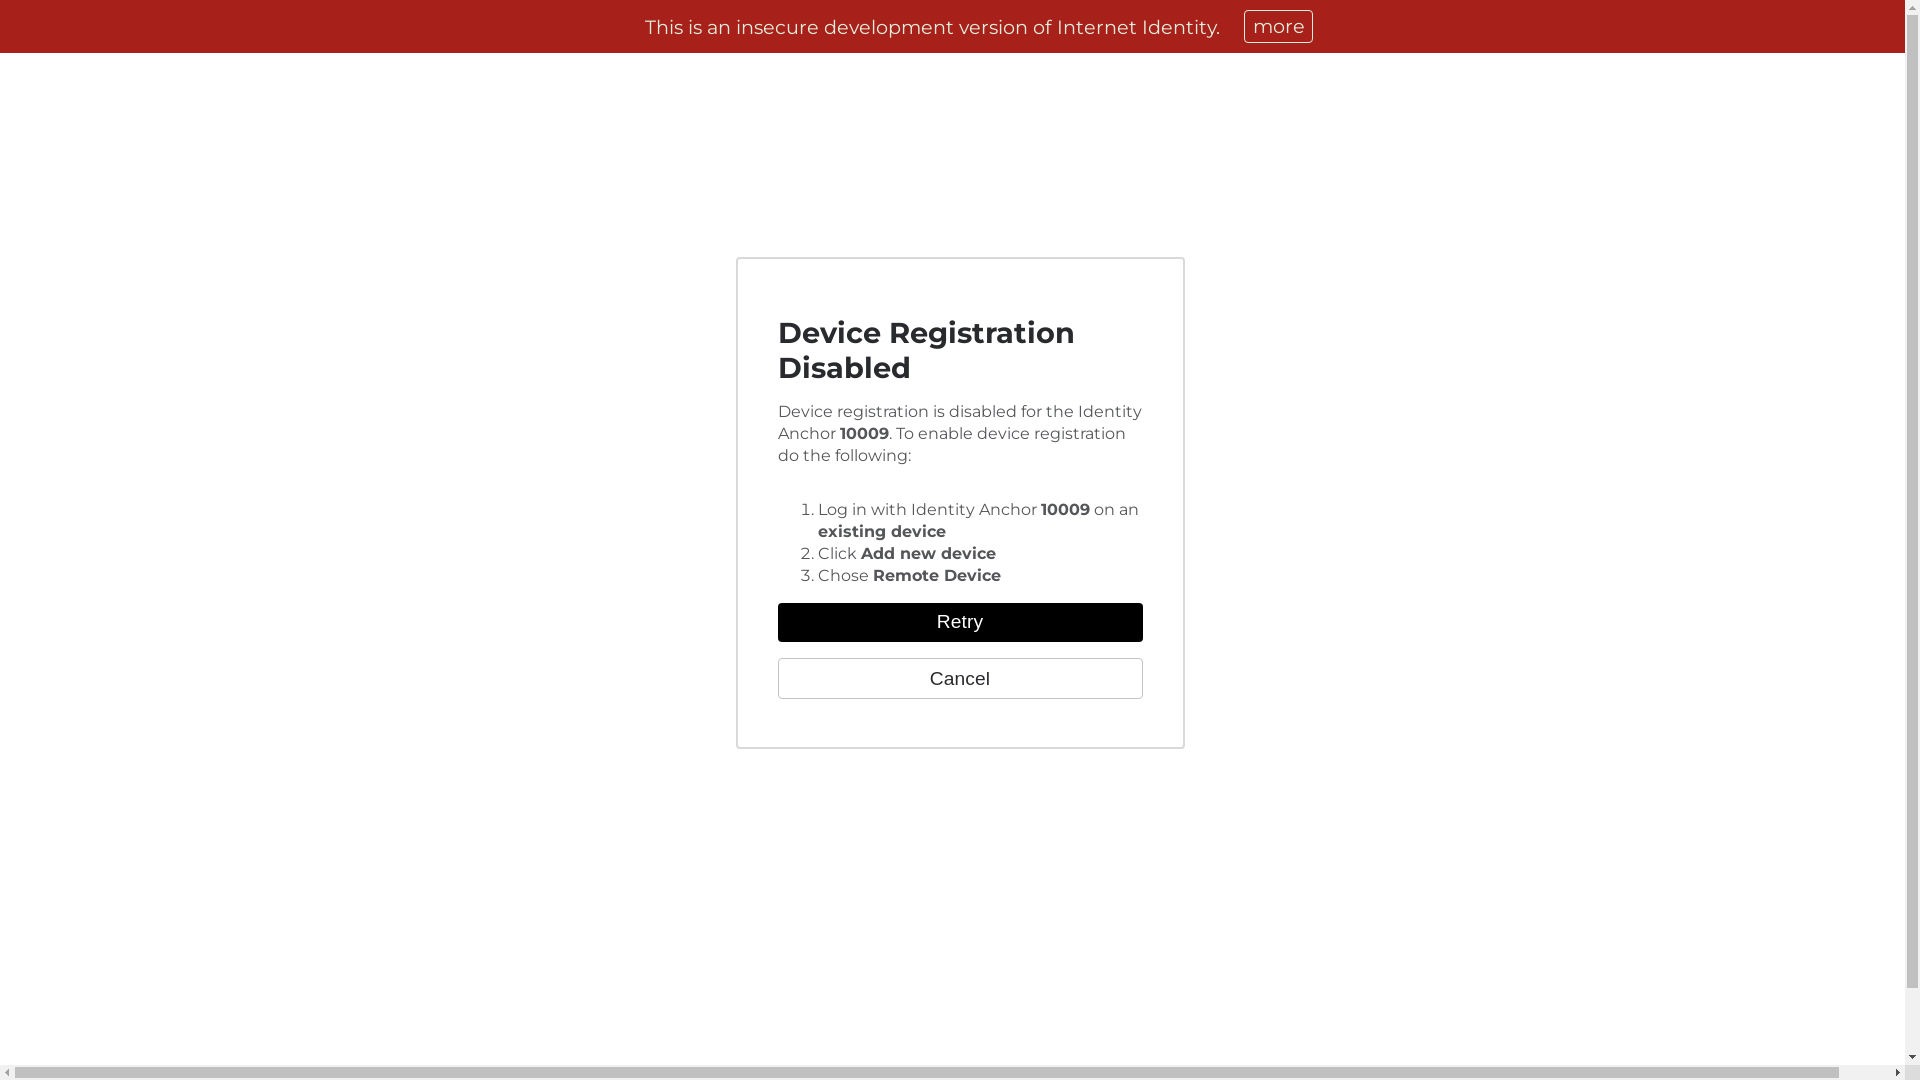 This is an insecure development version of Internet Identity. more
Device Registration
Disabled
Device registration is disabled for the Identity
Anchor 10009. To enable device registration
do the following:
1. Log in with Identity Anchor 10009 on an
existing device
2. Click Add new device
3. Chose Remote Device
Retry
Cancel